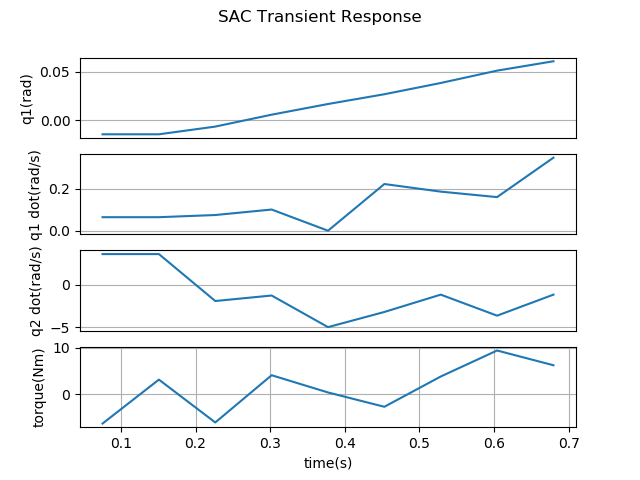 SAC Transient Response
q1(rad)
0.05
0.00
q1 dot(rad/s)
0.2
0.0
q2 dot(rad/s)
0
−5
torque(Nm)
10
0
0.1 0.2 0.3 0.4 0.5 0.6 0.7
time(s)